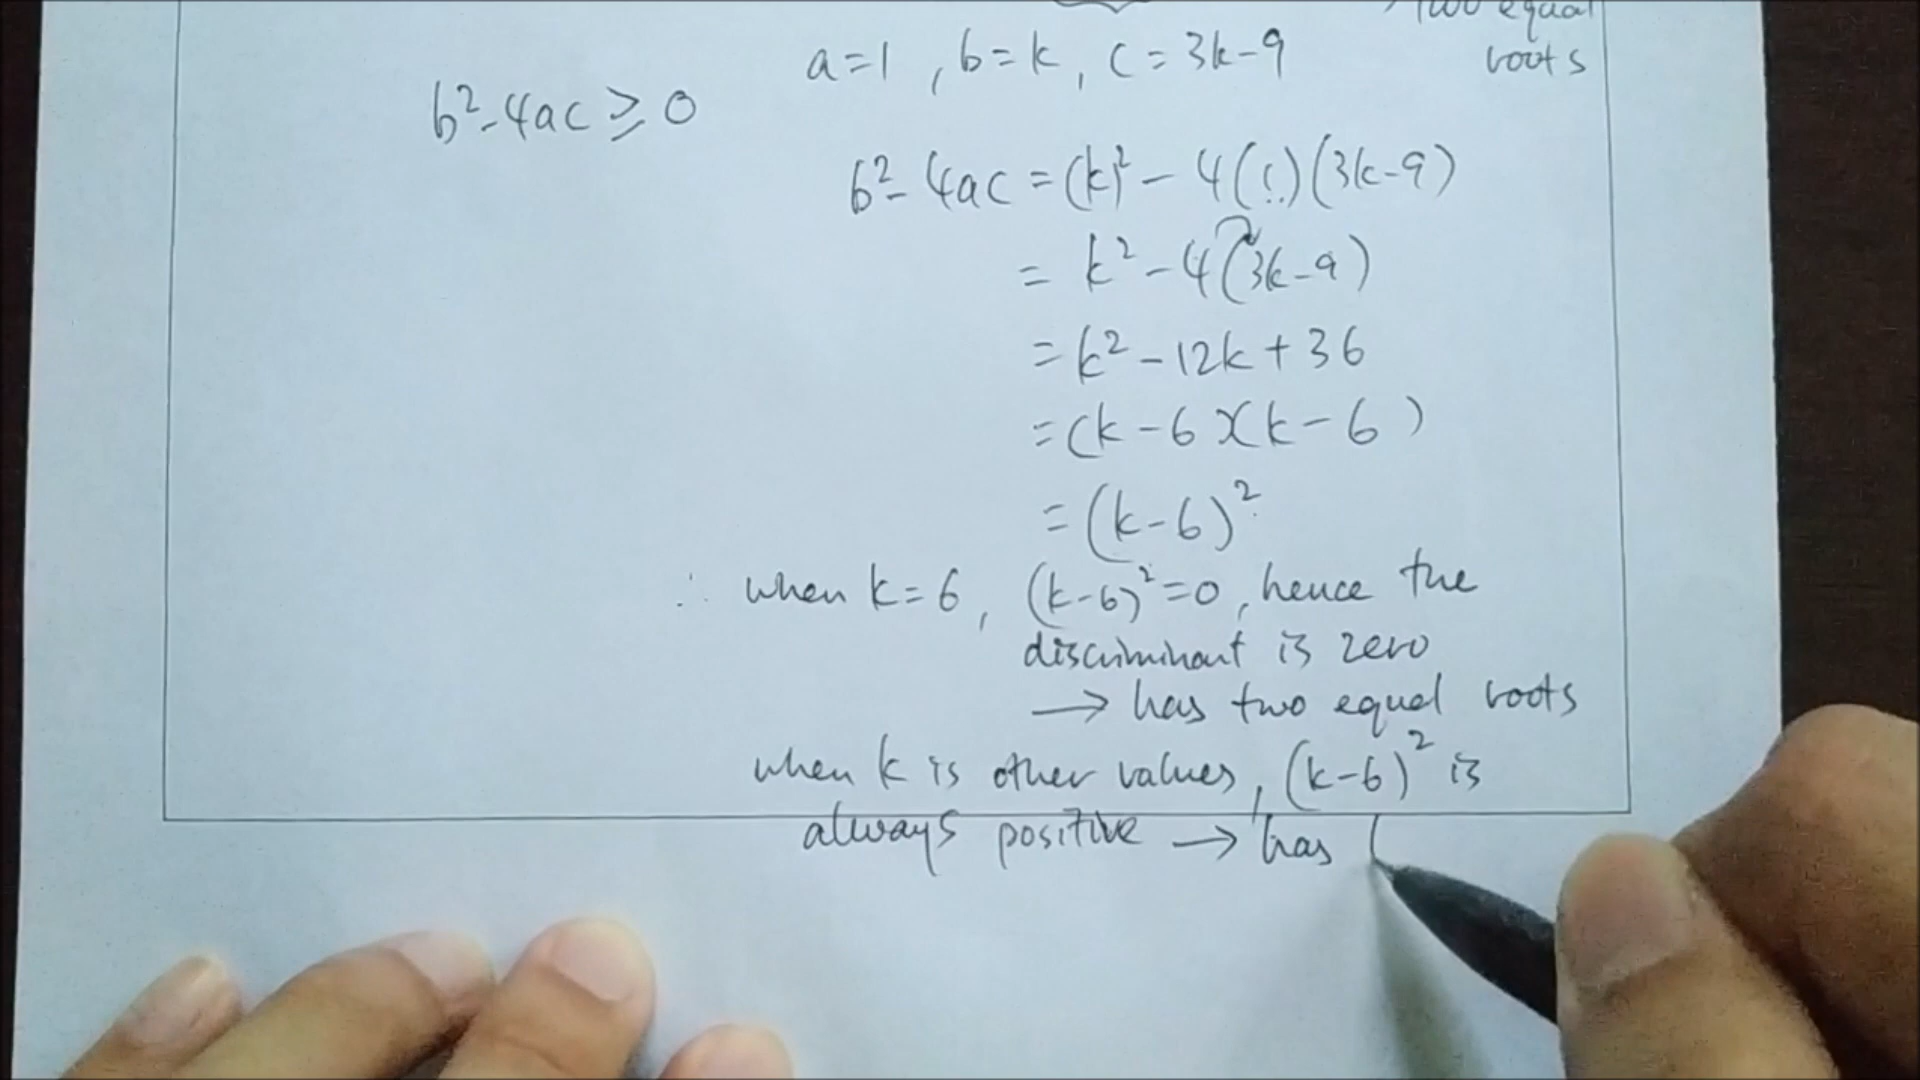 two equal
roots
a=1, b=k, c=3k-9
b²-4ac ≥ 0
b²-4ac = (k)² - 4(1)(3k-9)
= k² - 4(3k-9)
= k² - 12k + 36
= (k-6)(k-6)
= (k-6)²
∴ when k=6, (k-6)²=0, hence the
discriminant is zero
→ has two equal roots
when k is other values, (k-6)² is
always positive → has